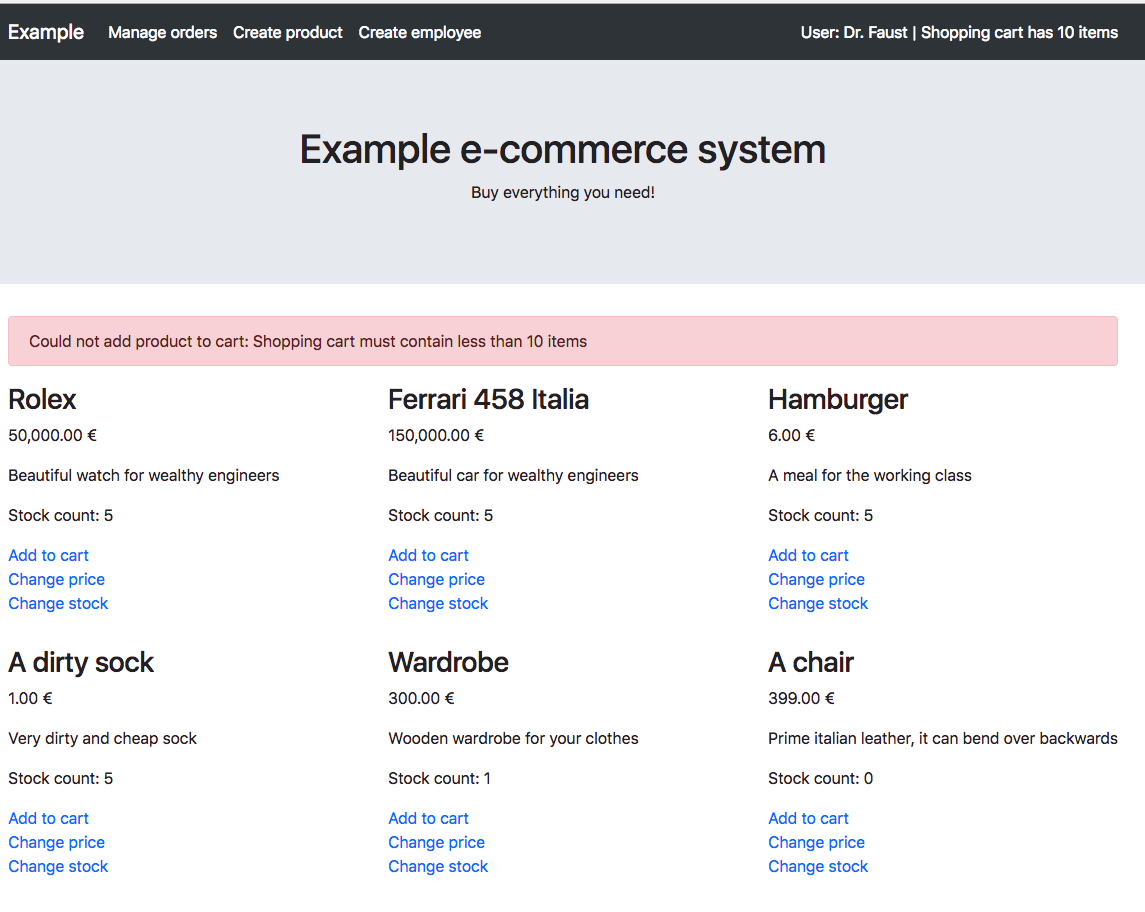 Example Manage orders Create product Create employee User: Dr. Faust | Shopping cart has 10 items
Example e-commerce system
Buy everything you need!
Could not add product to cart: Shopping cart must contain less than 10 items
Rolex
50,000.00 €
Beautiful watch for wealthy engineers
Stock count: 5
Add to cart
Change price
Change stock
Ferrari 458 Italia
150,000.00 €
Beautiful car for wealthy engineers
Stock count: 5
Add to cart
Change price
Change stock
Hamburger
6.00 €
A meal for the working class
Stock count: 5
Add to cart
Change price
Change stock
A dirty sock
1.00 €
Very dirty and cheap sock
Stock count: 5
Add to cart
Change price
Change stock
Wardrobe
300.00 €
Wooden wardrobe for your clothes
Stock count: 1
Add to cart
Change price
Change stock
A chair
399.00 €
Prime italian leather, it can bend over backwards
Stock count: 0
Add to cart
Change price
Change stock